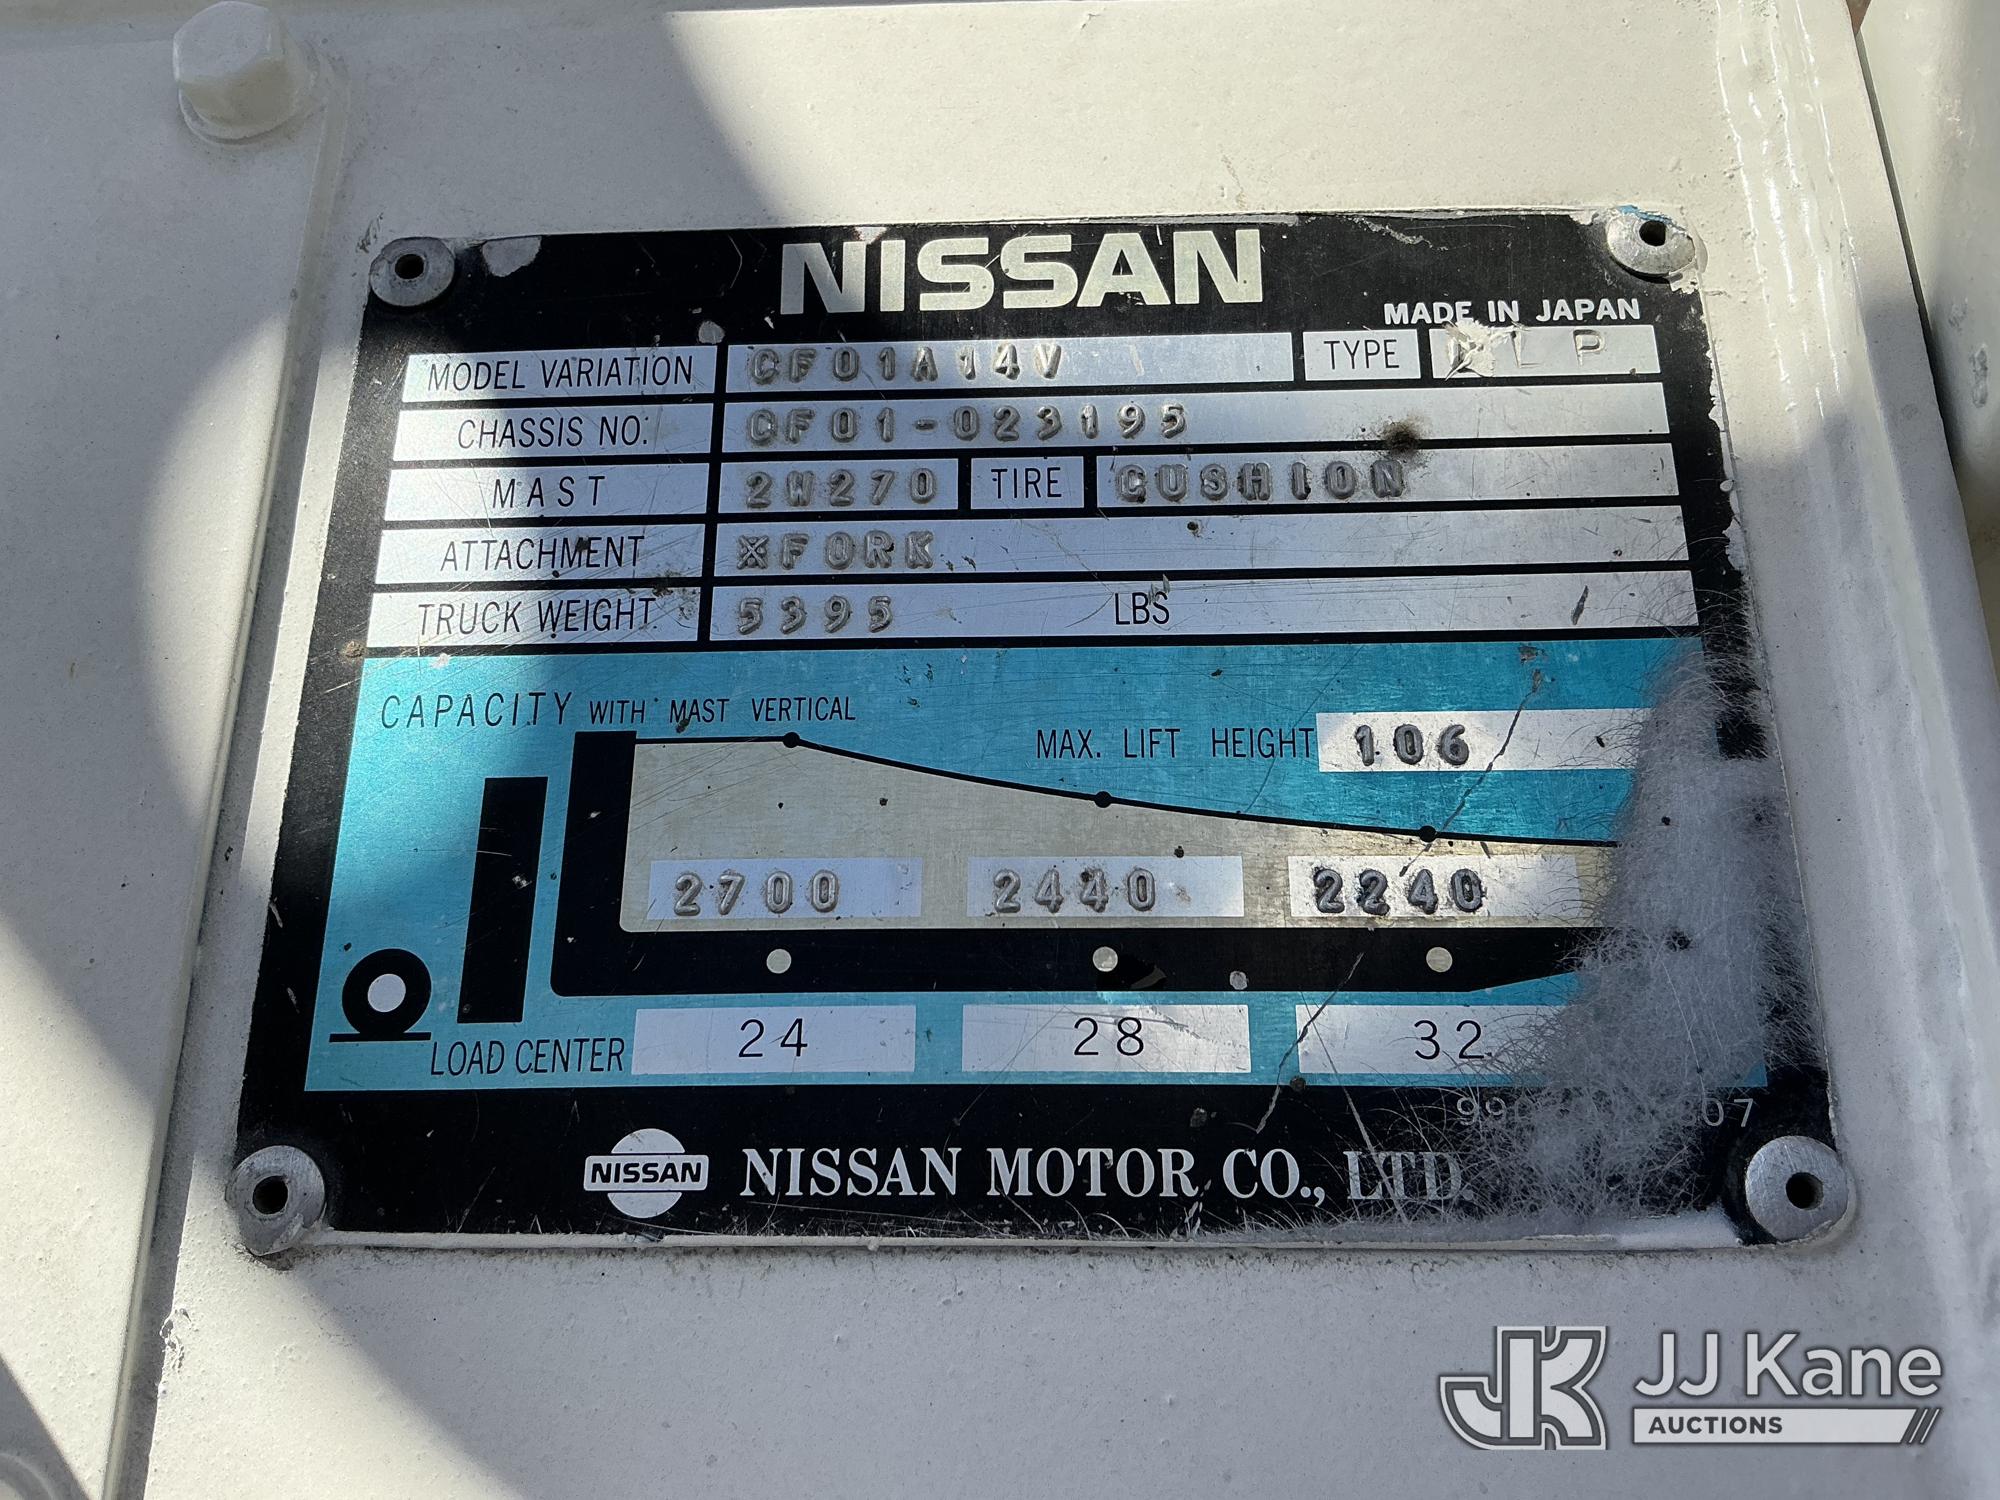 NISSAN
MADE IN JAPAN
MODEL VARIATION CF01A14V TYPE LP
CHASSIS NO. CF01-023195
MAST 2W270 TIRE CUSHION
ATTACHMENT ※FORK
TRUCK WEIGHT 5395 LBS
CAPACITY WITH MAST VERTICAL
MAX. LIFT HEIGHT 106
2700 2440 2240
LOAD CENTER 24 28 32
NISSAN NISSAN MOTOR CO., LTD.
JJ Kane
AUCTIONS